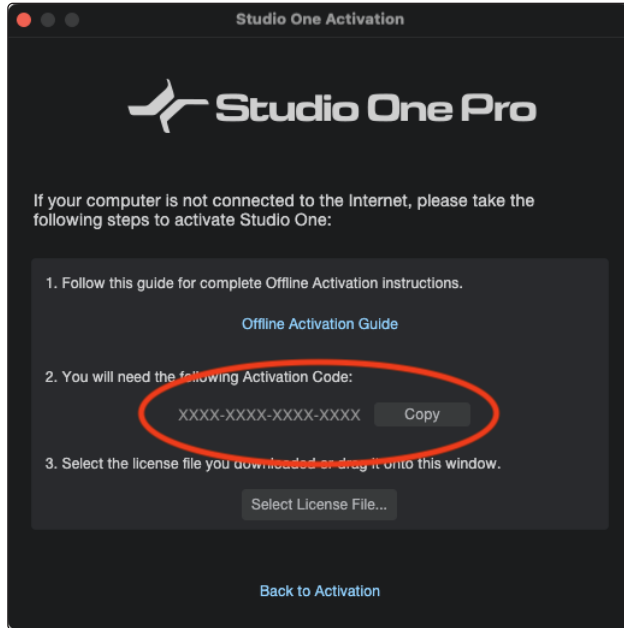 Studio One Activation
Studio One Pro
If your computer is not connected to the Internet, please take the
following steps to activate Studio One:
1. Follow this guide for complete Offline Activation instructions.
Offline Activation Guide
2. You will need the following Activation Code:
XXXX-XXXX-XXXX-XXXX Copy
3. Select the license file you downloaded or drag it onto this window.
Select License File...
Back to Activation